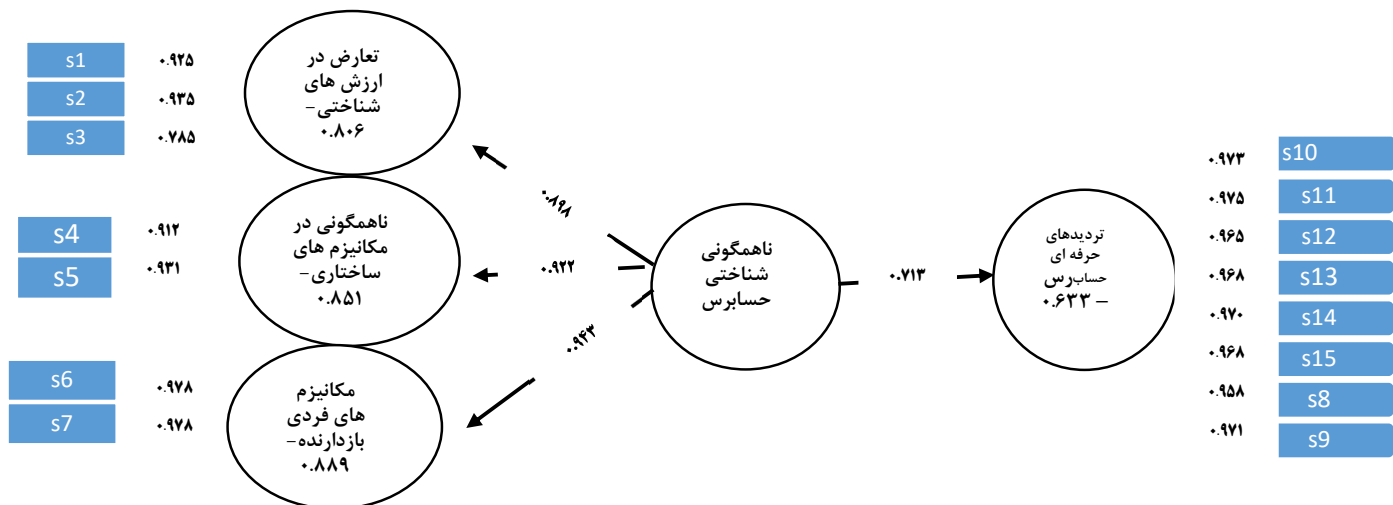 s1
۰.۹۲۵
s2
۰.۹۳۵
s3
۰.۷۸۵
s4
۰.۹۱۲
s5
۰.۹۳۱
s6
۰.۹۷۸
s7
۰.۹۷۸
تعارض در
ارزش های
شناختی-
۰.۸۰۶
ناهمگونی در
مکانیزم های
ساختاری-
۰.۸۵۱
مکانیزم
های فردی
بازدارنده-
۰.۸۸۹
۰.۸۹۸
۰.۹۲۲
۰.۹۴۳
ناهمگونی
شناختی
حسابرس
۰.۷۱۳
تردیدهای
حرفه ای
حسابرس
– ۰.۶۳۳
۰.۹۷۳
s10
۰.۹۷۵
s11
۰.۹۶۵
s12
۰.۹۶۸
s13
۰.۹۷۰
s14
۰.۹۶۸
s15
۰.۹۵۸
s8
۰.۹۷۱
s9